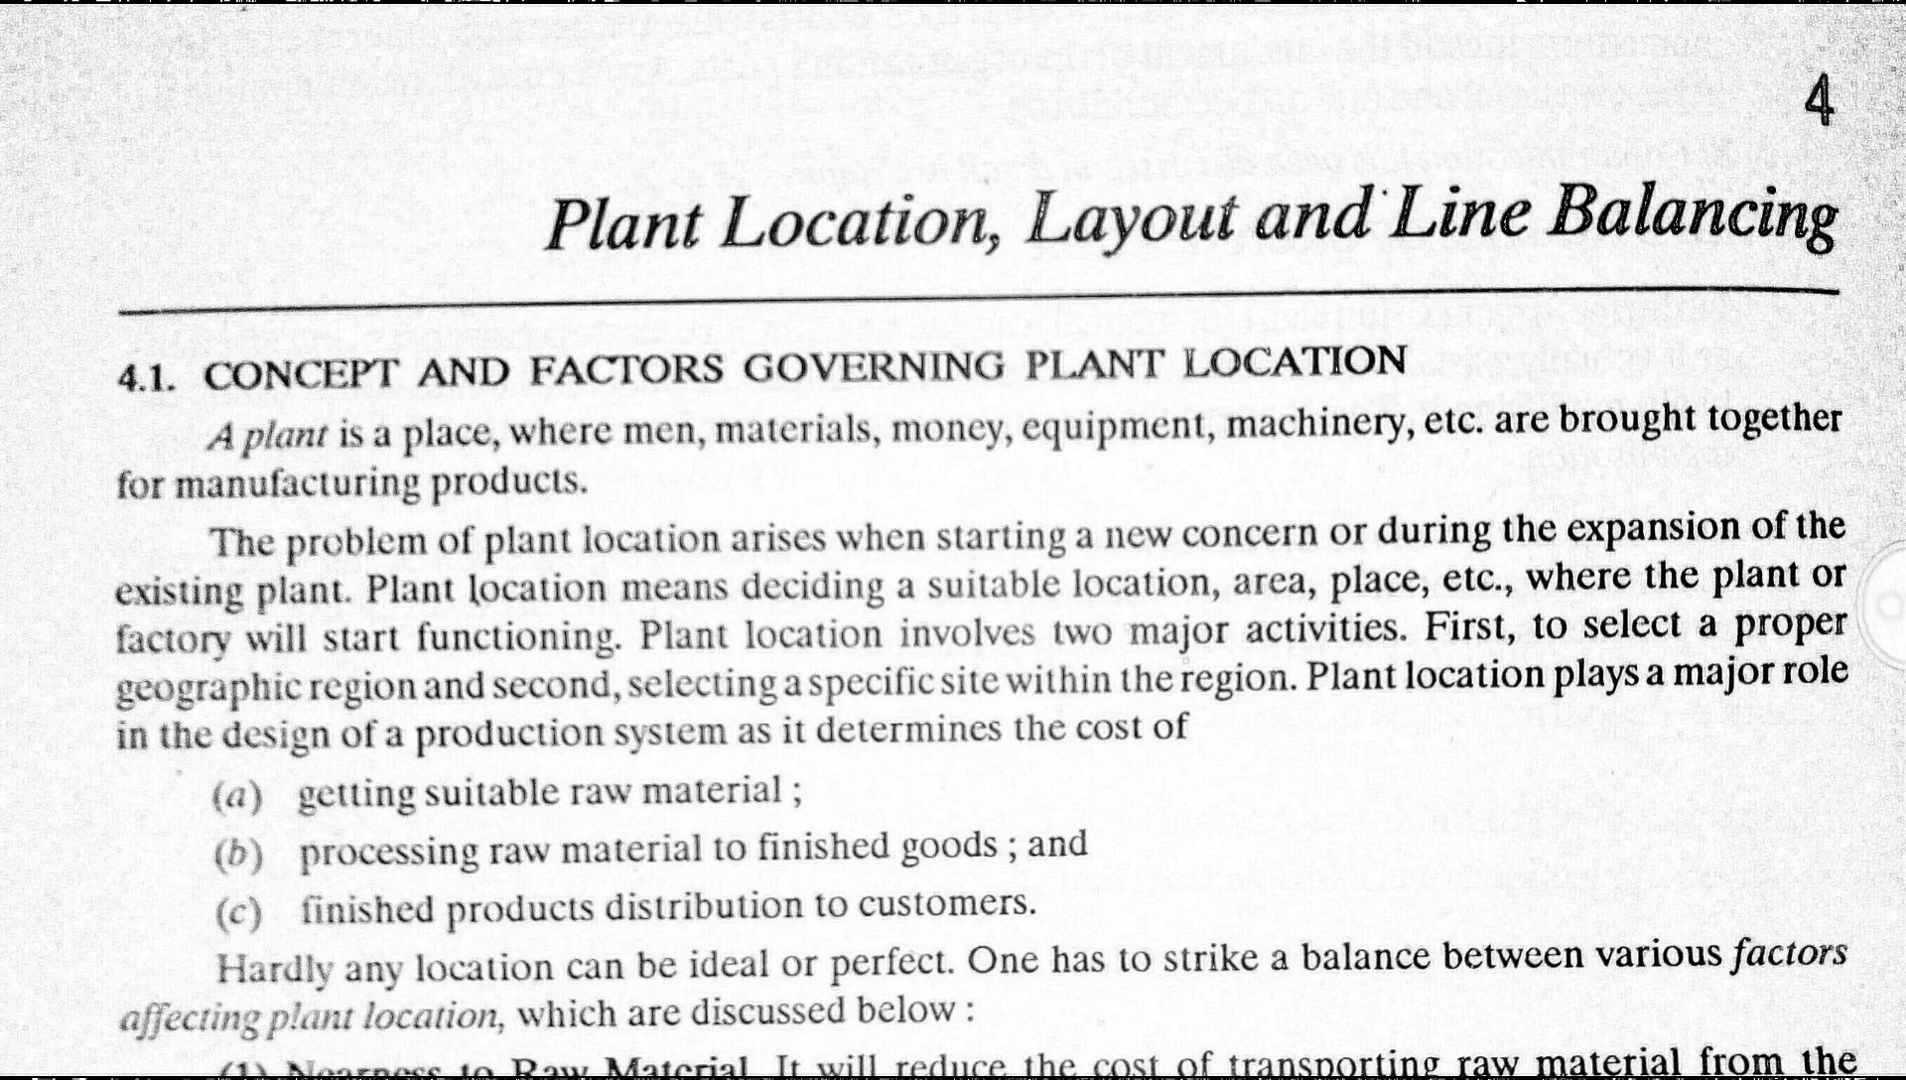 4
Plant Location, Layout and Line Balancing
4.1. CONCEPT AND FACTORS GOVERNING PLANT LOCATION
A plant is a place, where men, materials, money, equipment, machinery, etc. are brought together
for manufacturing products.
The problem of plant location arises when starting a new concern or during the expansion of the
existing plant. Plant location means deciding a suitable location, area, place, etc., where the plant or
factory will start functioning. Plant location involves two major activities. First, to select a proper
geographic region and second, selecting a specific site within the region. Plant location plays a major role
in the design of a production system as it determines the cost of
(a) getting suitable raw material ;
(b) processing raw material to finished goods ; and
(c) finished products distribution to customers.
Hardly any location can be ideal or perfect. One has to strike a balance between various factors
affecting plant location, which are discussed below :
(1) Nearness to Raw Material. It will reduce the cost of transporting raw material from the